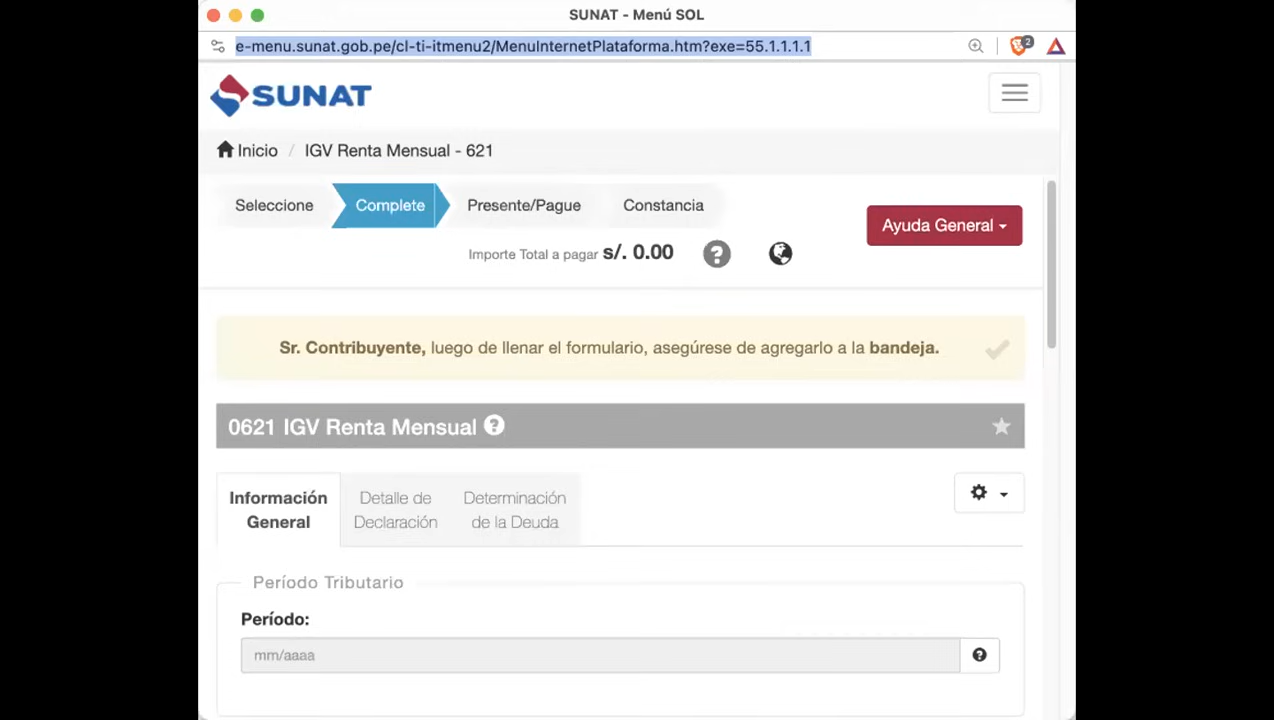 SUNAT - Menú SOL
e-menu.sunat.gob.pe/cl-ti-itmenu2/MenuInternetPlataforma.htm?exe=55.1.1.1.1
2
SUNAT
Inicio / IGV Renta Mensual - 621
Seleccione Complete Presente/Pague Constancia
Ayuda General
Importe Total a pagar s/. 0.00 ?
Sr. Contribuyente, luego de llenar el formulario, asegúrese de agregarlo a la bandeja.
0621 IGV Renta Mensual ?
Información General
Detalle de Declaración
Determinación de la Deuda
Período Tributario
Período:
mm/aaaa ?